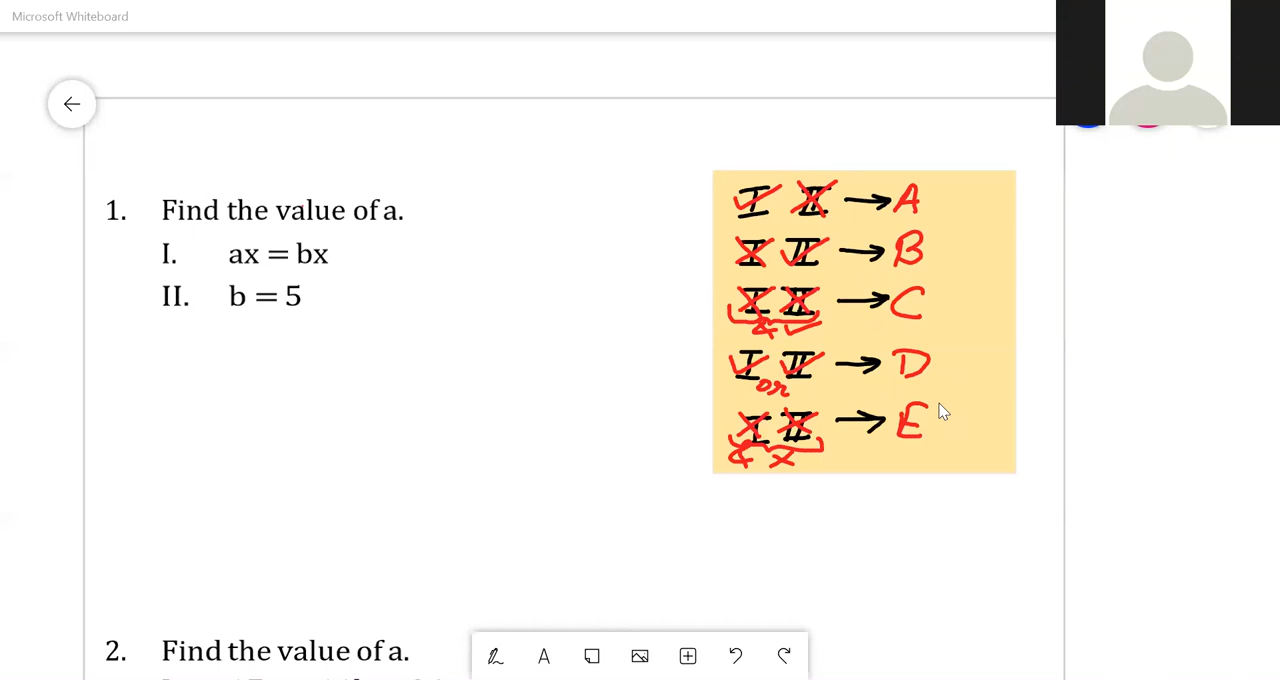 Microsoft Whiteboard
1. Find the value of a.
I. ax = bx
II. b = 5
I II → A
I II → B
I II → C
&
I II → D
or
I II → E
&
2. Find the value of a.
A